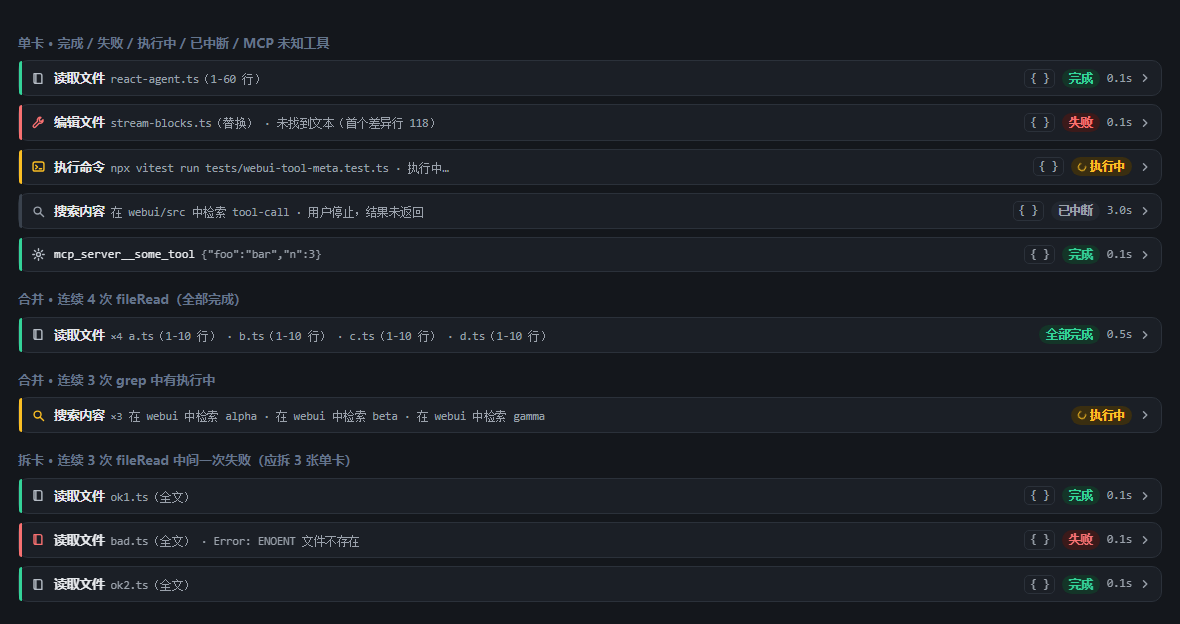 单卡 • 完成 / 失败 / 执行中 / 已中断 / MCP 未知工具
读取文件 react-agent.ts（1-60 行） { } 完成 0.1s
编辑文件 stream-blocks.ts（替换） · 未找到文本（首个差异行 118） { } 失败 0.1s
执行命令 npx vitest run tests/webui-tool-meta.test.ts · 执行中… { } 执行中
搜索内容 在 webui/src 中检索 tool-call · 用户停止，结果未返回 { } 已中断 3.0s
mcp_server__some_tool {"foo":"bar","n":3} { } 完成 0.1s
合并 • 连续 4 次 fileRead（全部完成）
读取文件 ×4 a.ts（1-10 行） · b.ts（1-10 行） · c.ts（1-10 行） · d.ts（1-10 行） 全部完成 0.5s
合并 • 连续 3 次 grep 中有执行中
搜索内容 ×3 在 webui 中检索 alpha · 在 webui 中检索 beta · 在 webui 中检索 gamma 执行中
拆卡 • 连续 3 次 fileRead 中间一次失败（应拆 3 张单卡）
读取文件 ok1.ts（全文） { } 完成 0.1s
读取文件 bad.ts（全文） · Error: ENOENT 文件不存在 { } 失败 0.1s
读取文件 ok2.ts（全文） { } 完成 0.1s